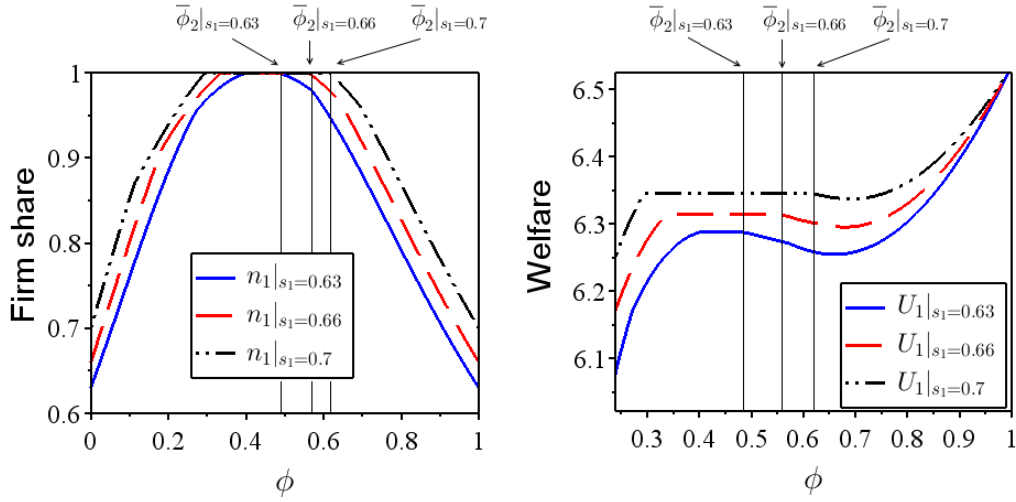 ϕ̅₂|s₁=0.63 ϕ̅₂|s₁=0.66 ϕ̅₂|s₁=0.7
1
0.9
0.8
0.7
0.6
Firm share
n₁|s₁=0.63
n₁|s₁=0.66
n₁|s₁=0.7
0 0.2 0.4 0.6 0.8 1
ϕ
ϕ̅₂|s₁=0.63 ϕ̅₂|s₁=0.66 ϕ̅₂|s₁=0.7
6.5
6.4
6.3
6.2
6.1
Welfare
U₁|s₁=0.63
U₁|s₁=0.66
U₁|s₁=0.7
0.3 0.4 0.5 0.6 0.7 0.8 0.9 1
ϕ